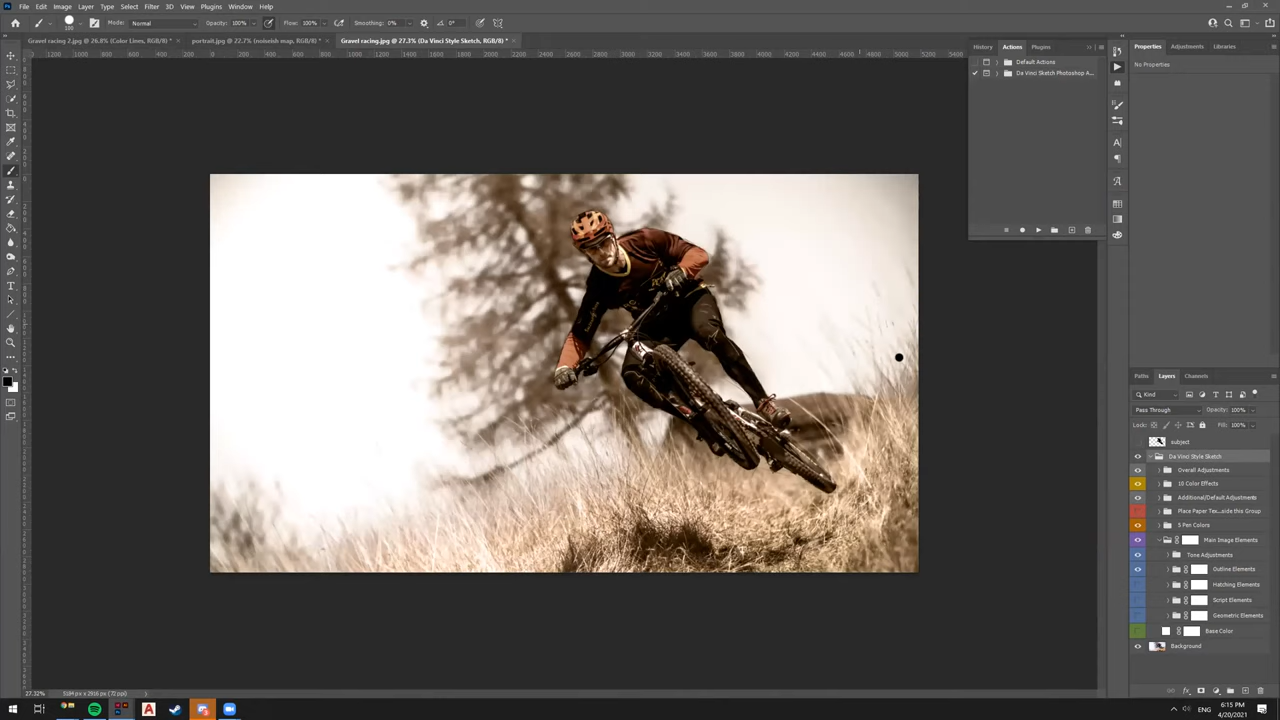 File Edit Image Layer Type Select Filter 3D View Plugins Window Help
100 Mode: Normal Opacity: 100% Flow: 100% Smoothing: 0% 0°
Gravel racing 2.jpg @ 26.8% (Color Lines, RGB/8) * × portrait.jpg @ 22.7% (noiseish map, RGB/8) * × Gravel racing.jpg @ 27.3% (Da Vinci Style Sketch, RGB/8) * ×
History Actions Plugins
Default Actions
Da Vinci Sketch Photoshop A...
Properties Adjustments Libraries
No Properties
Paths Layers Channels
Kind
Pass Through Opacity: 100%
Lock: Fill: 100%
subject
Da Vinci Style Sketch
Overall Adjustments
10 Color Effects
Additional/Default Adjustments
Place Paper Tex...side this Group
5 Pen Colors
Main Image Elements
Tone Adjustments
Outline Elements
Hatching Elements
Script Elements
Geometric Elements
Base Color
Background
27.32%
ENG
6:15 PM
4/20/2021